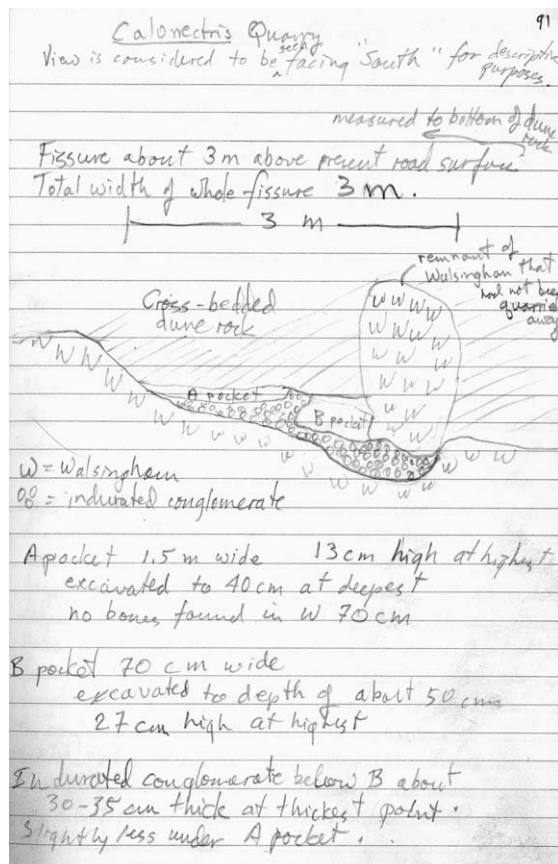 91
Calonectris Quarry
View is considered to be seen facing "South" for descriptive
purposes.
measured to bottom of dune
rock
Fissure about 3 m above present road surface
Total width of whole fissure 3 m.
3 m
remnant of
Walsingham that
had not been
quarried
away
Cross-bedded
dune rock
A pocket
B pocket
W = Walsingham
= indurated conglomerate
A pocket 1.5 m wide 13 cm high at highest
excavated to 40 cm at deepest
no bones found in W 70 cm
B pocket 70 cm wide
excavated to depth of about 50 cm
27 cm high at highest
Indurated conglomerate below B about
30-35 cm thick at thickest point.
Slightly less under A pocket.